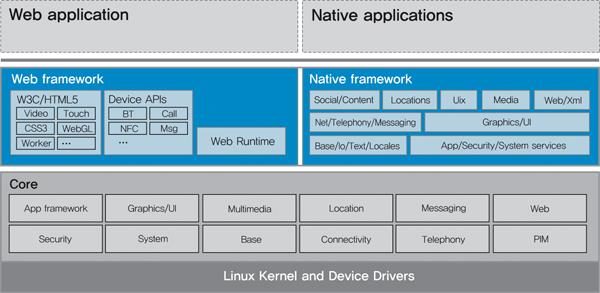 Web application
Native applications
Web framework
Native framework
W3C/HTML5
Device APIs
Video
Touch
BT
Call
CSS3
WebGL
NFC
Msg
Worker
...
...
Web Runtime
Social/Content
Locations
Uix
Media
Web/Xml
Net/Telephony/Messaging
Graphics/UI
Base/Io/Text/Locales
App/Security/System services
Core
App framework
Graphics/UI
Multimedia
Location
Messaging
Web
Security
System
Base
Connectivity
Telephony
PIM
Linux Kernel and Device Drivers